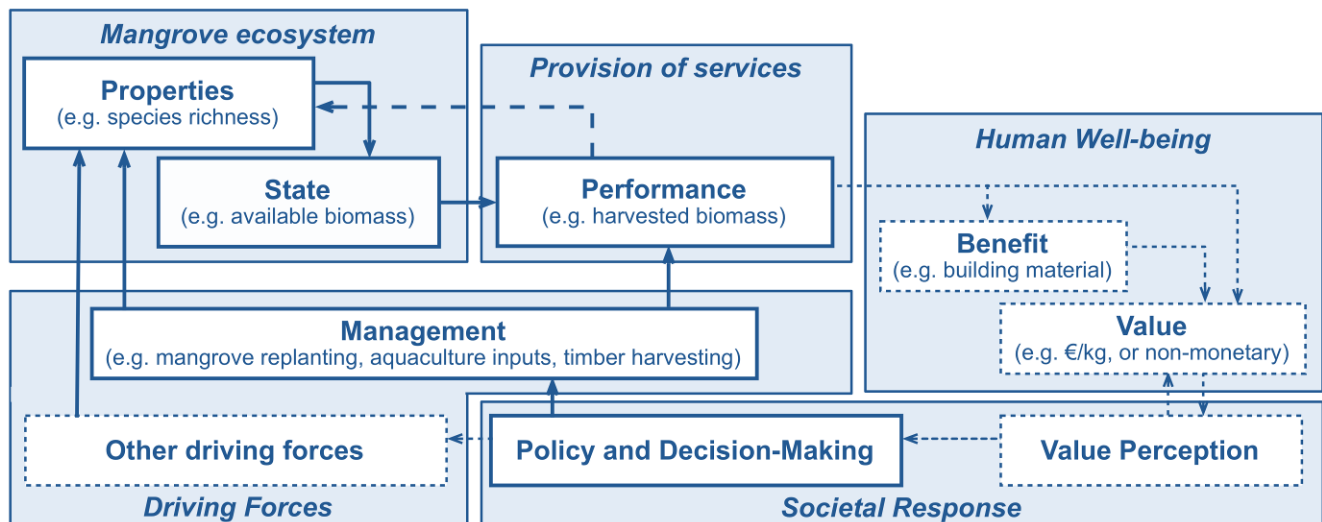 Mangrove ecosystem
Properties
(e.g. species richness)
State
(e.g. available biomass)
Provision of services
Performance
(e.g. harvested biomass)
Human Well-being
Benefit
(e.g. building material)
Value
(e.g. €/kg, or non-monetary)
Management
(e.g. mangrove replanting, aquaculture inputs, timber harvesting)
Other driving forces
Driving Forces
Policy and Decision-Making
Value Perception
Societal Response